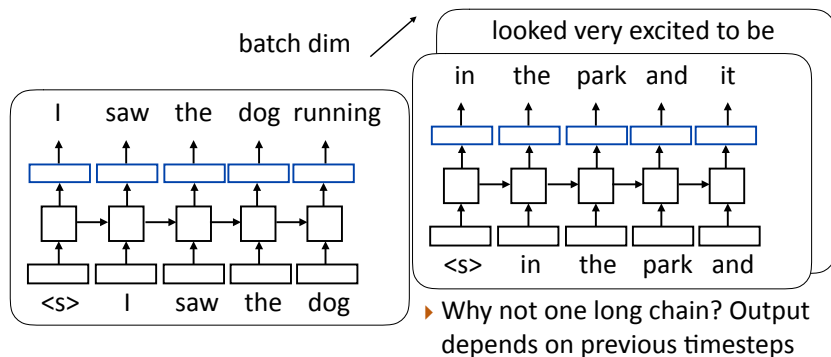 batch dim
looked very excited to be
I saw the dog running
<s> I saw the dog
in the park and it
<s> in the park and
Why not one long chain? Output
depends on previous timesteps